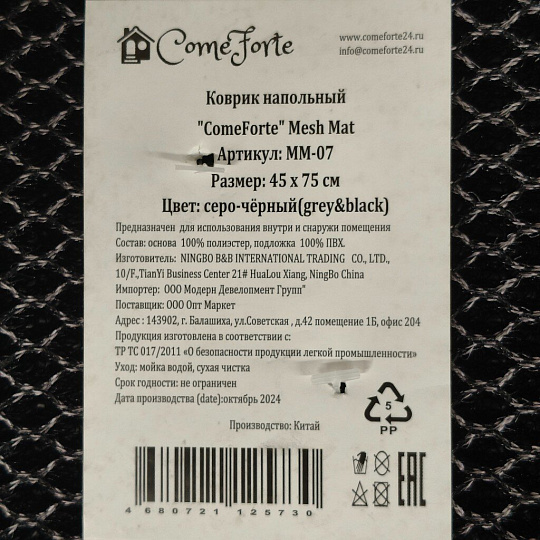 ComeForte
www.comeforte24.ru
info@comeforte24.ru
Коврик напольный
"ComeForte" Mesh Mat
Артикул: ММ-07
Размер: 45 х 75 см
Цвет: серо-чёрный(grey&black)
Предназначен для использования внутри и снаружи помещения
Состав: основа 100% полиэстер, подложка 100% ПВХ.
Изготовитель: NINGBO B&B INTERNATIONAL TRADING CO., LTD.,
10/F.,TianYi Business Center 21# HuaLou Xiang, NingBo China
Импортер: ООО Модерн Девелопмент Групп"
Поставщик: ООО Опт Маркет
Адрес : 143902, г. Балашиха, ул.Советская , д.42 помещение 1Б, офис 204
Продукция изготовлена в соответствии с:
ТР ТС 017/2011 «О безопасности продукции легкой промышленности»
Уход: мойка водой, сухая чистка
Срок годности: не ограничен
Дата производства (date):октябрь 2024
Производство: Китай
5
PP
4 680721 125730
EAC